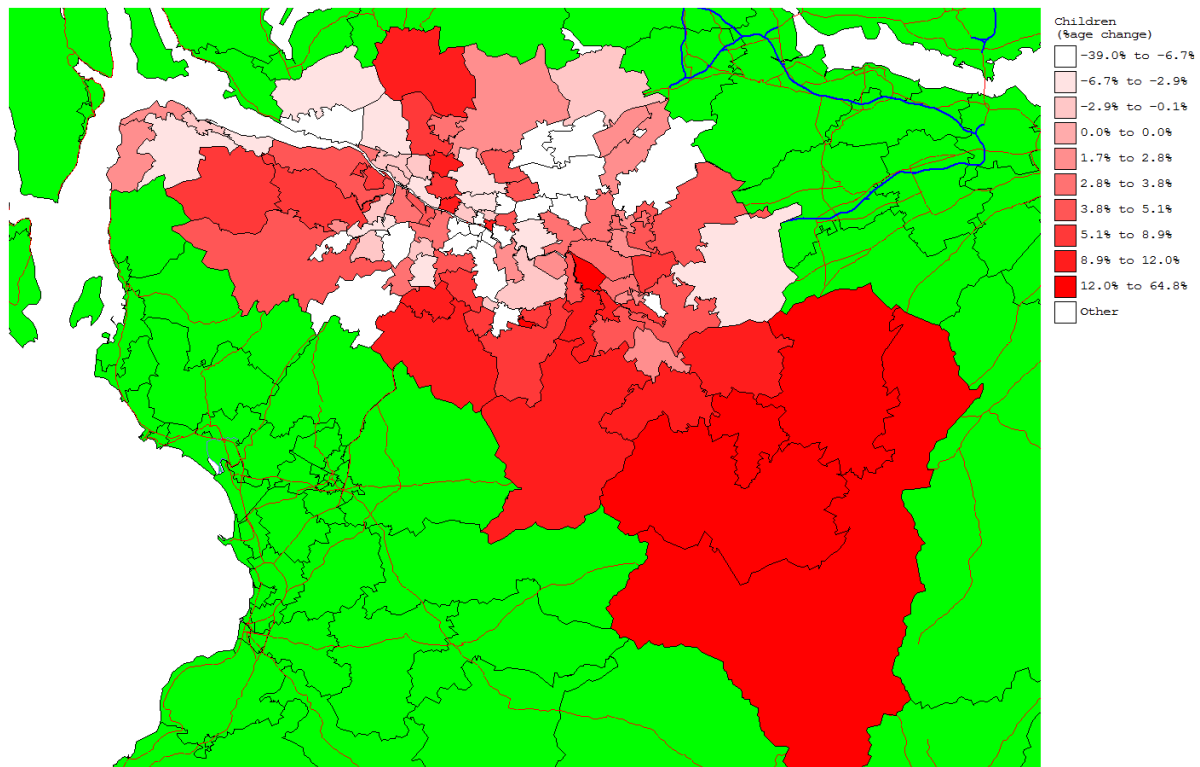 Children
(%age change)
-39.0% to -6.7%
-6.7% to -2.9%
-2.9% to -0.1%
0.0% to 0.0%
1.7% to 2.8%
2.8% to 3.8%
3.8% to 5.1%
5.1% to 8.9%
8.9% to 12.0%
12.0% to 64.8%
Other